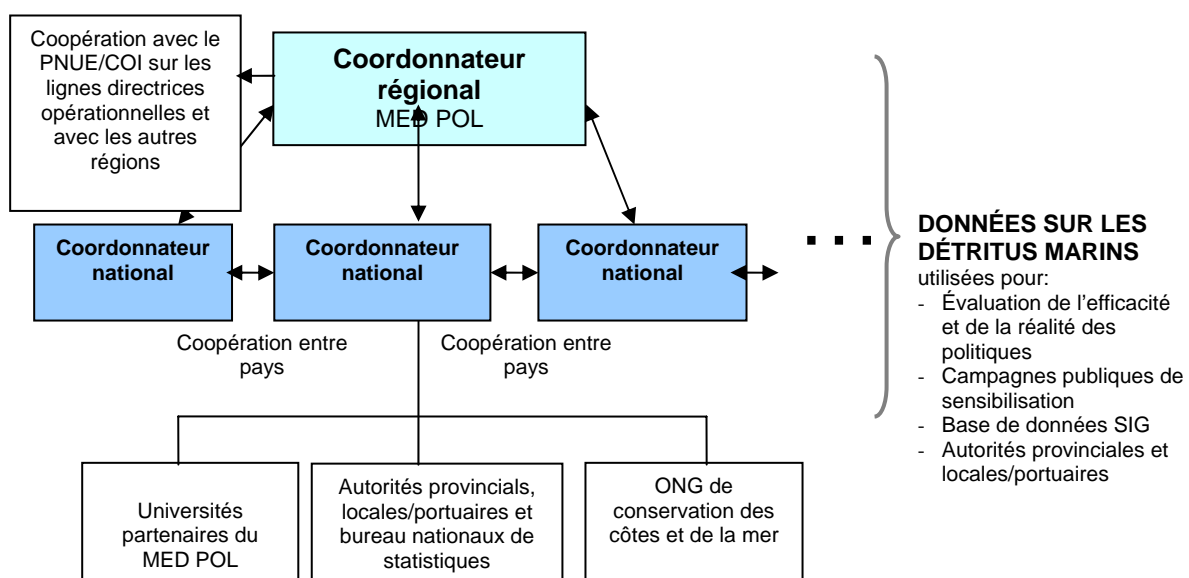 Coopération avec le
PNUE/COI sur les
lignes directrices
opérationnelles et
avec les autres
régions
Coordonnateur
régional
MED POL
Coordonnateur
national
Coordonnateur
national
Coordonnateur
national
...
Coopération entre
pays
Coopération entre
pays
Universités
partenaires du
MED POL
Autorités provincials,
locales/portuaires et
bureau nationaux de
statistiques
ONG de
conservation des
côtes et de la mer
DONNÉES SUR LES
DÉTRITUS MARINS
utilisées pour:
- Évaluation de l'efficacité
et de la réalité des
politiques
- Campagnes publiques de
sensibilisation
- Base de données SIG
- Autorités provinciales et
locales/portuaires